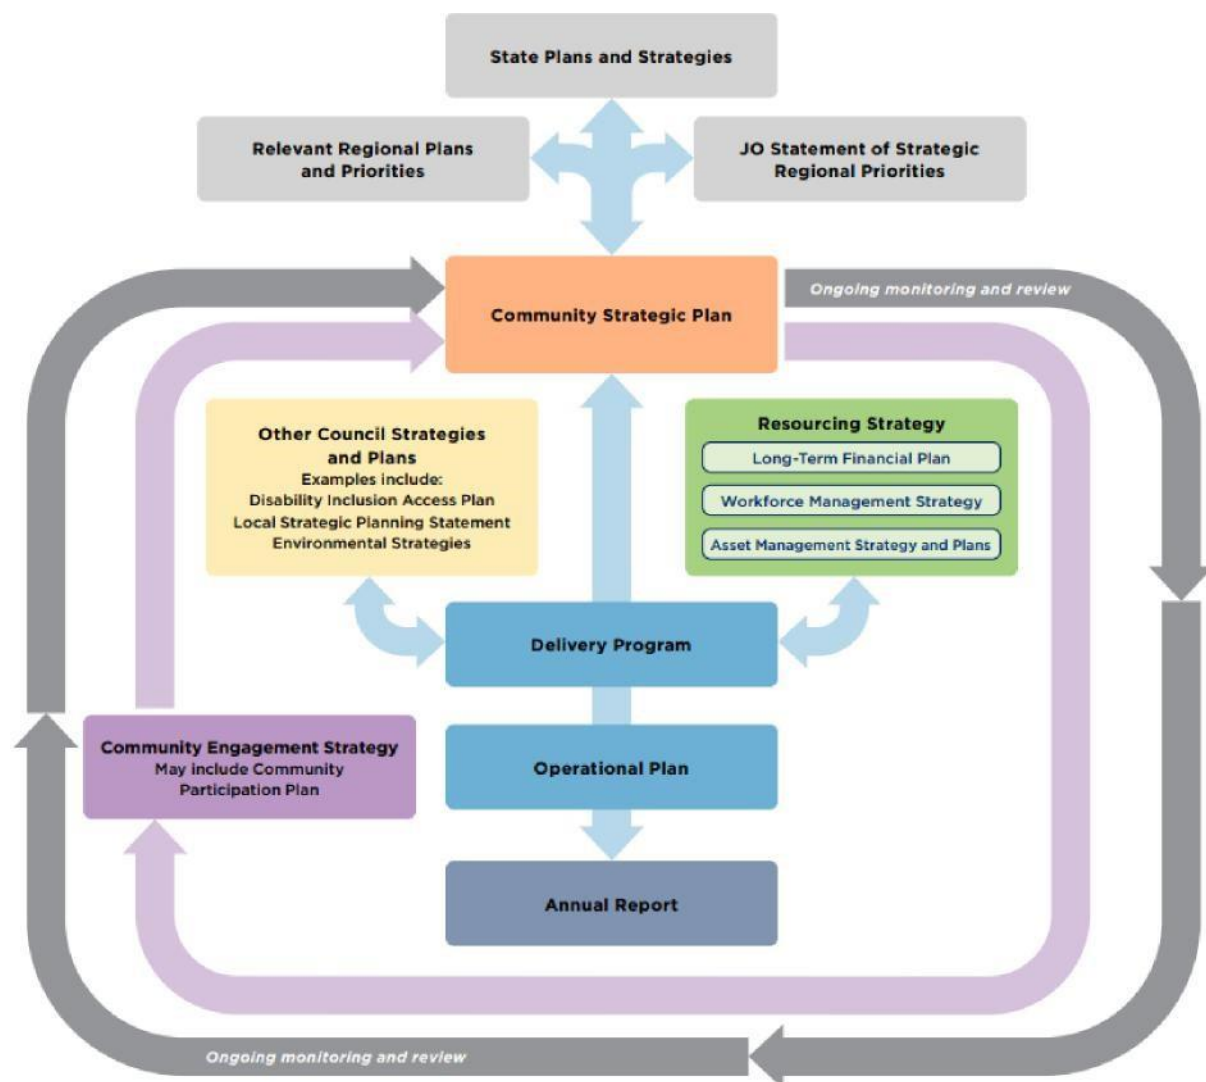 State Plans and Strategies
Relevant Regional Plans
and Priorities
JO Statement of Strategic
Regional Priorities
Community Strategic Plan
Ongoing monitoring and review
Other Council Strategies
and Plans
Examples include:
Disability Inclusion Access Plan
Local Strategic Planning Statement
Environmental Strategies
Resourcing Strategy
Long-Term Financial Plan
Workforce Management Strategy
Asset Management Strategy and Plans
Delivery Program
Community Engagement Strategy
May include Community
Participation Plan
Operational Plan
Annual Report
Ongoing monitoring and review